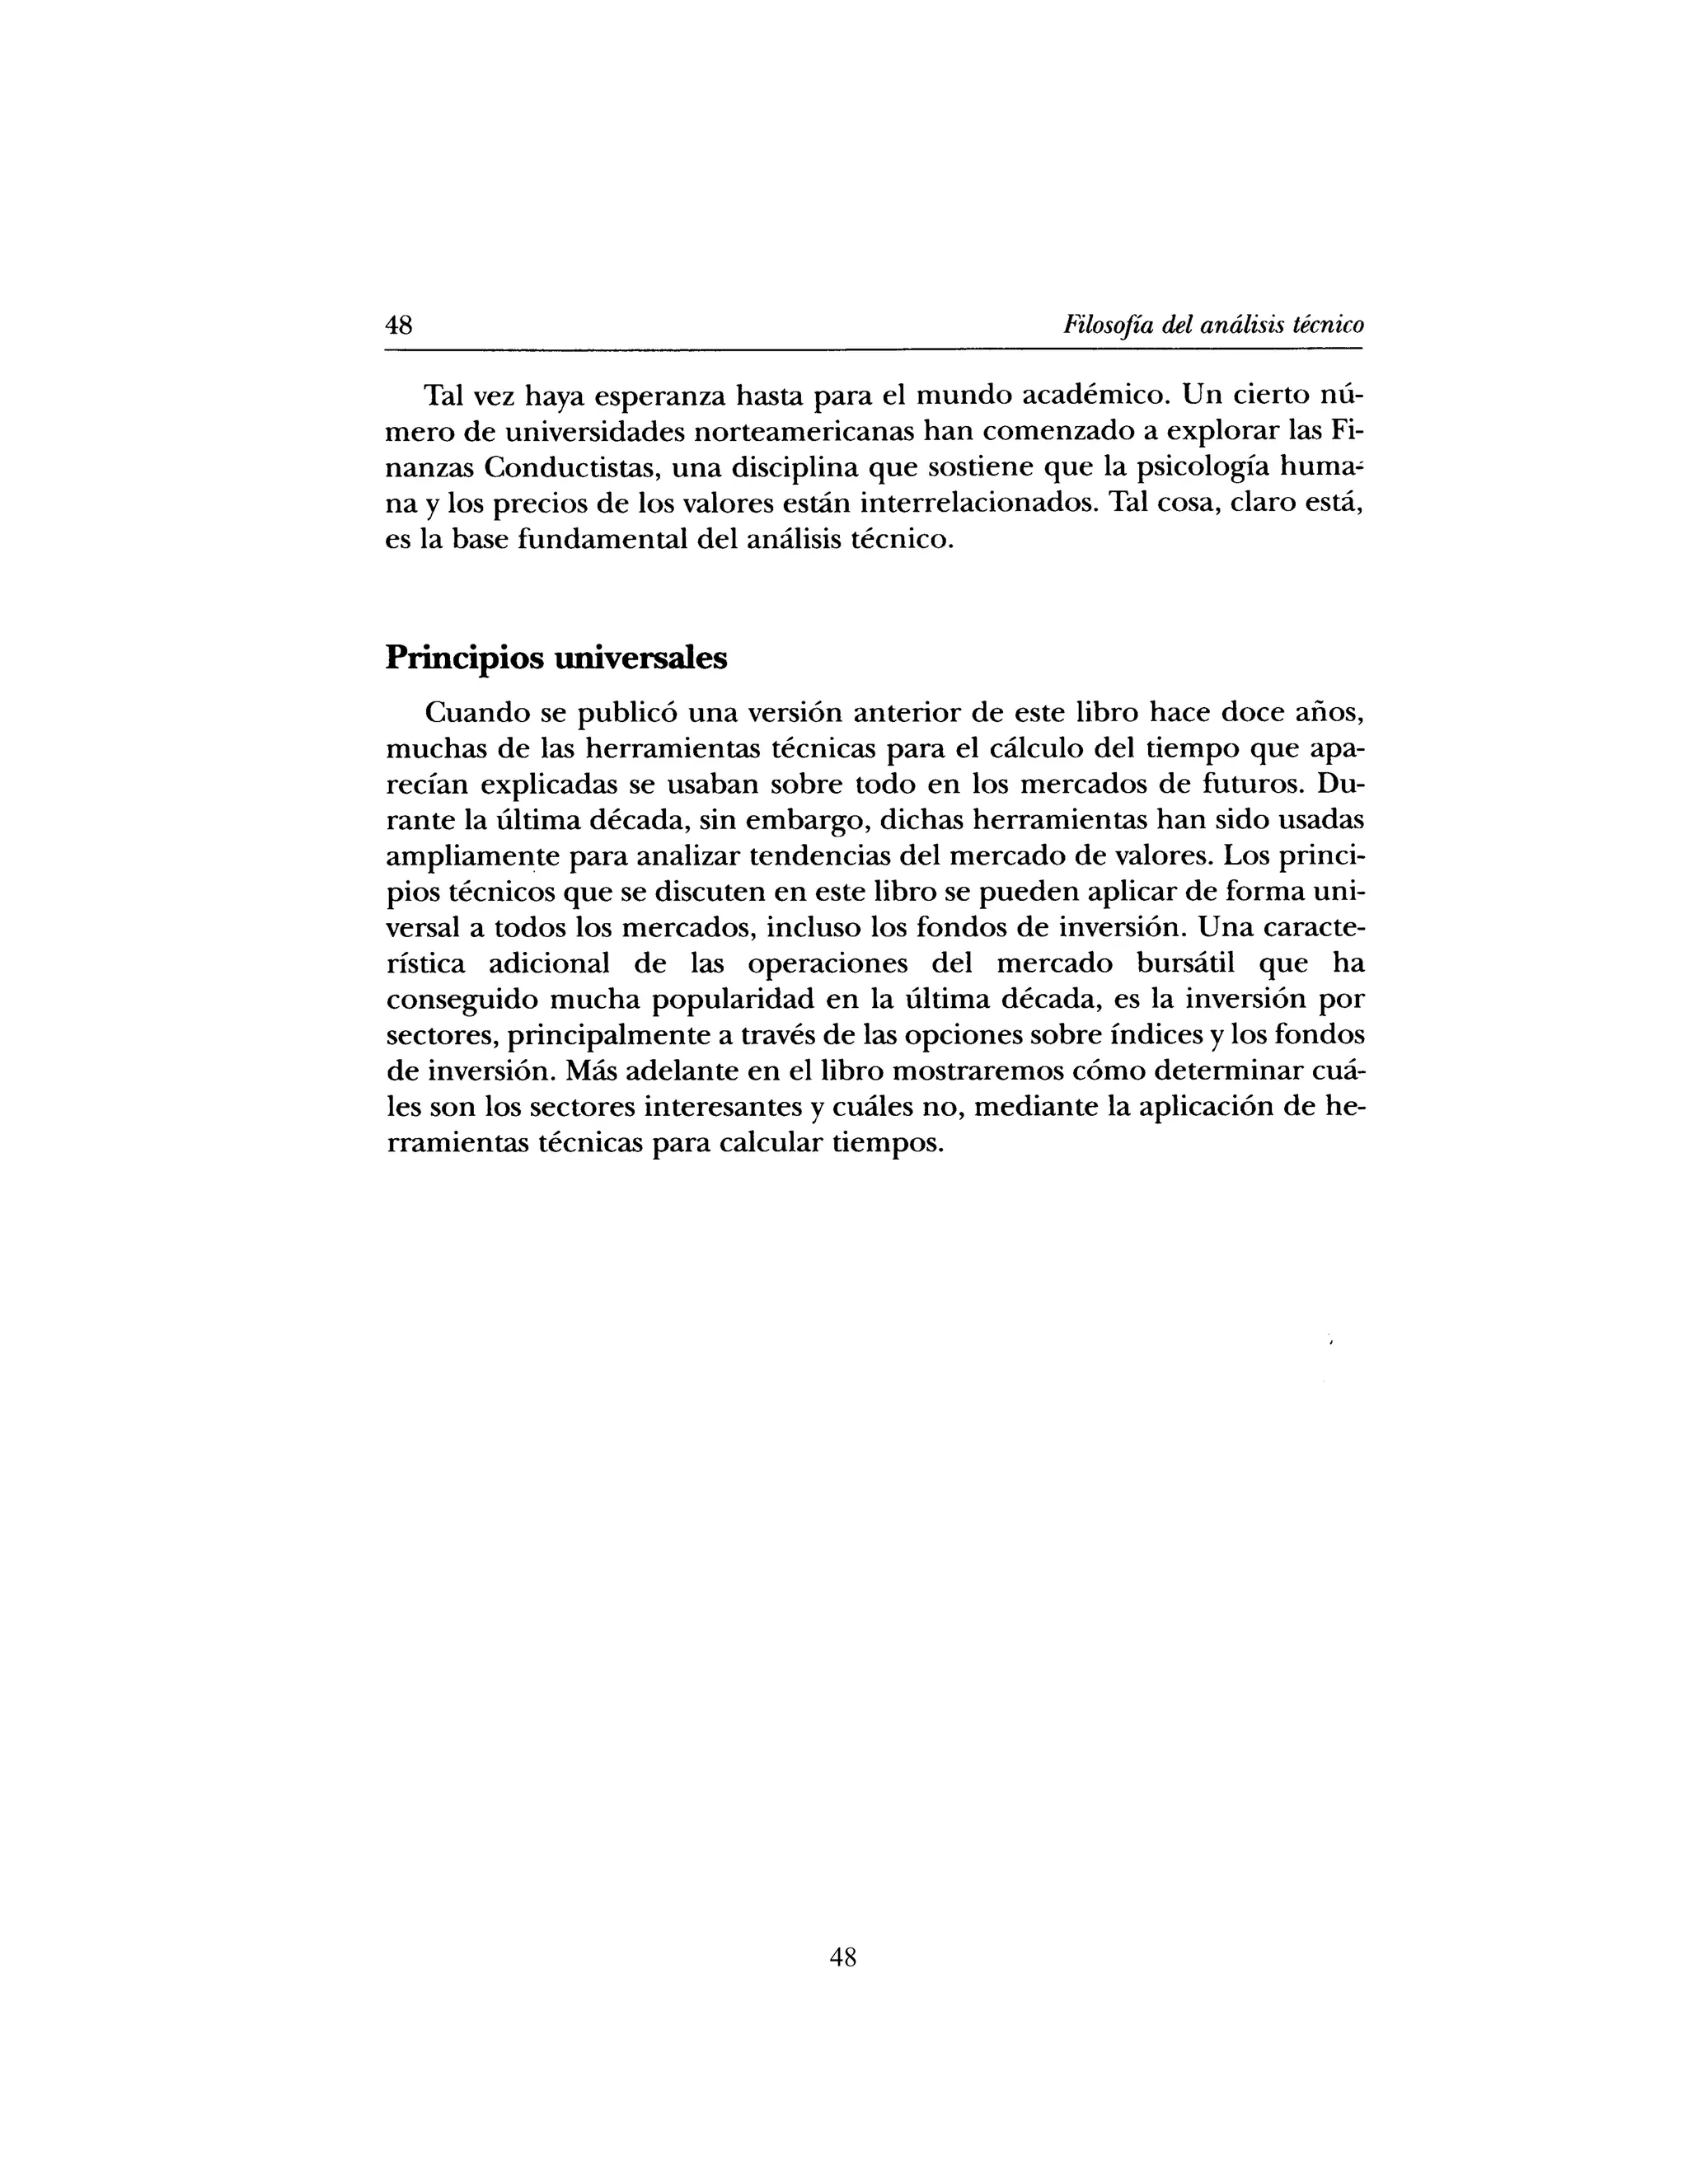 48 Filosofía del análisis técnico
Tal vez haya esperanza hasta para el mundo académico. Un cierto nú-
mero de universidades norteamericanas han comenzado a explorar las Fi-
nanzas Conductistas, una disciplina que sostiene que la psicología huma-
na y los precios de los valores están interrelacionados. Tal cosa, claro está,
es la base fundamental del análisis técnico.
Principios universales
Cuando se publicó una versión anterior de este libro hace doce años,
muchas de las herramientas técnicas para el cálculo del tiempo que apa-
recían explicadas se usaban sobre todo en los mercados de futuros. Du-
rante la última década, sin embargo, dichas herramientas han sido usadas
ampliamente para analizar tendencias del mercado de valores. Los princi-
pios técnicos que se discuten en este libro se pueden aplicar de forma uni-
versal a todos los mercados, incluso los fondos de inversión. Una caracte-
rística adicional de las operaciones del mercado bursátil que ha
conseguido mucha popularidad en la última década, es la inversión por
sectores, principalmente a través de las opciones sobre índices y los fondos
de inversión. Más adelante en el libro mostraremos cómo determinar cuá-
les son los sectores interesantes y cuáles no, mediante la aplicación de he-
rramientas técnicas para calcular tiempos.
48